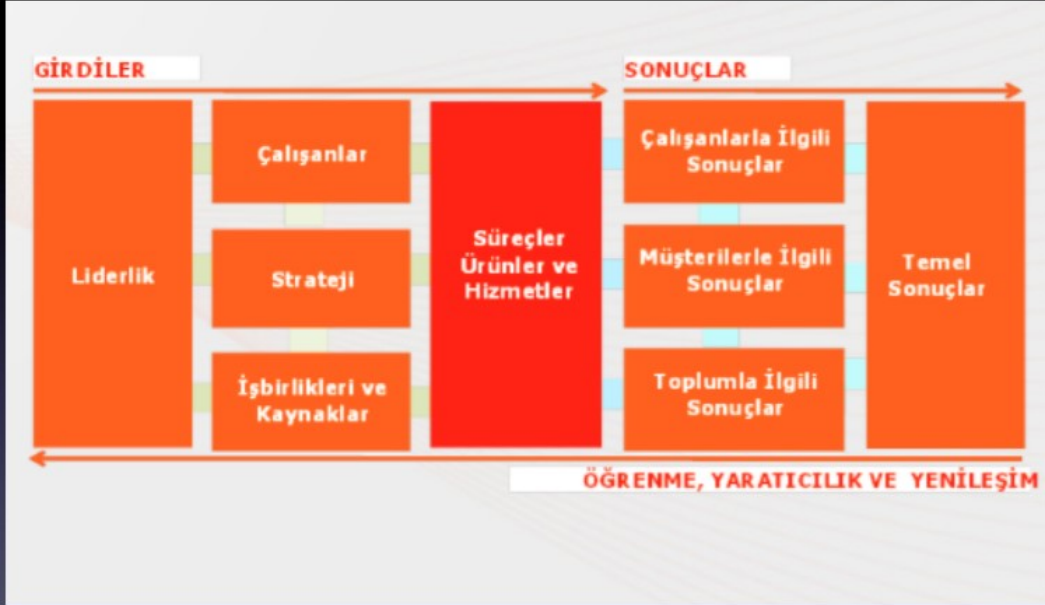 GİRDİLER
SONUÇLAR
Liderlik
Çalışanlar
Strateji
İşbirlikleri ve
Kaynaklar
Süreçler
Ürünler ve
Hizmetler
Çalışanlarla İlgili
Sonuçlar
Müşterilerle İlgili
Sonuçlar
Toplumla İlgili
Sonuçlar
Temel
Sonuçlar
ÖĞRENME, YARATICILIK VE YENİLEŞİM